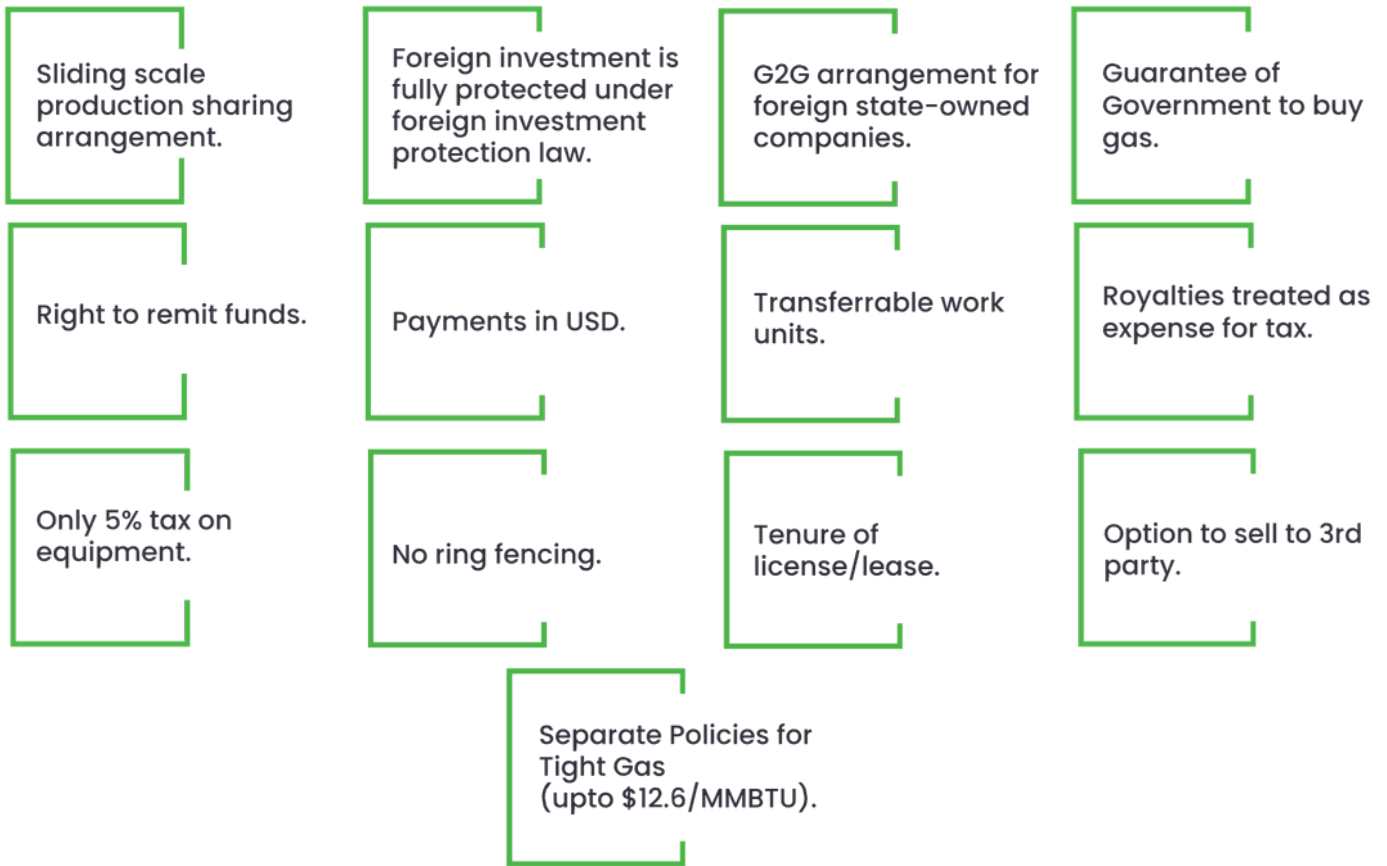 Sliding scale
production sharing
arrangement.
Foreign investment is
fully protected under
foreign investment
protection law.
G2G arrangement for
foreign state-owned
companies.
Guarantee of
Government to buy
gas.
Right to remit funds.
Payments in USD.
Transferrable work
units.
Royalties treated as
expense for tax.
Only 5% tax on
equipment.
No ring fencing.
Tenure of
license/lease.
Option to sell to 3rd
party.
Separate Policies for
Tight Gas
(upto $12.6/MMBTU).